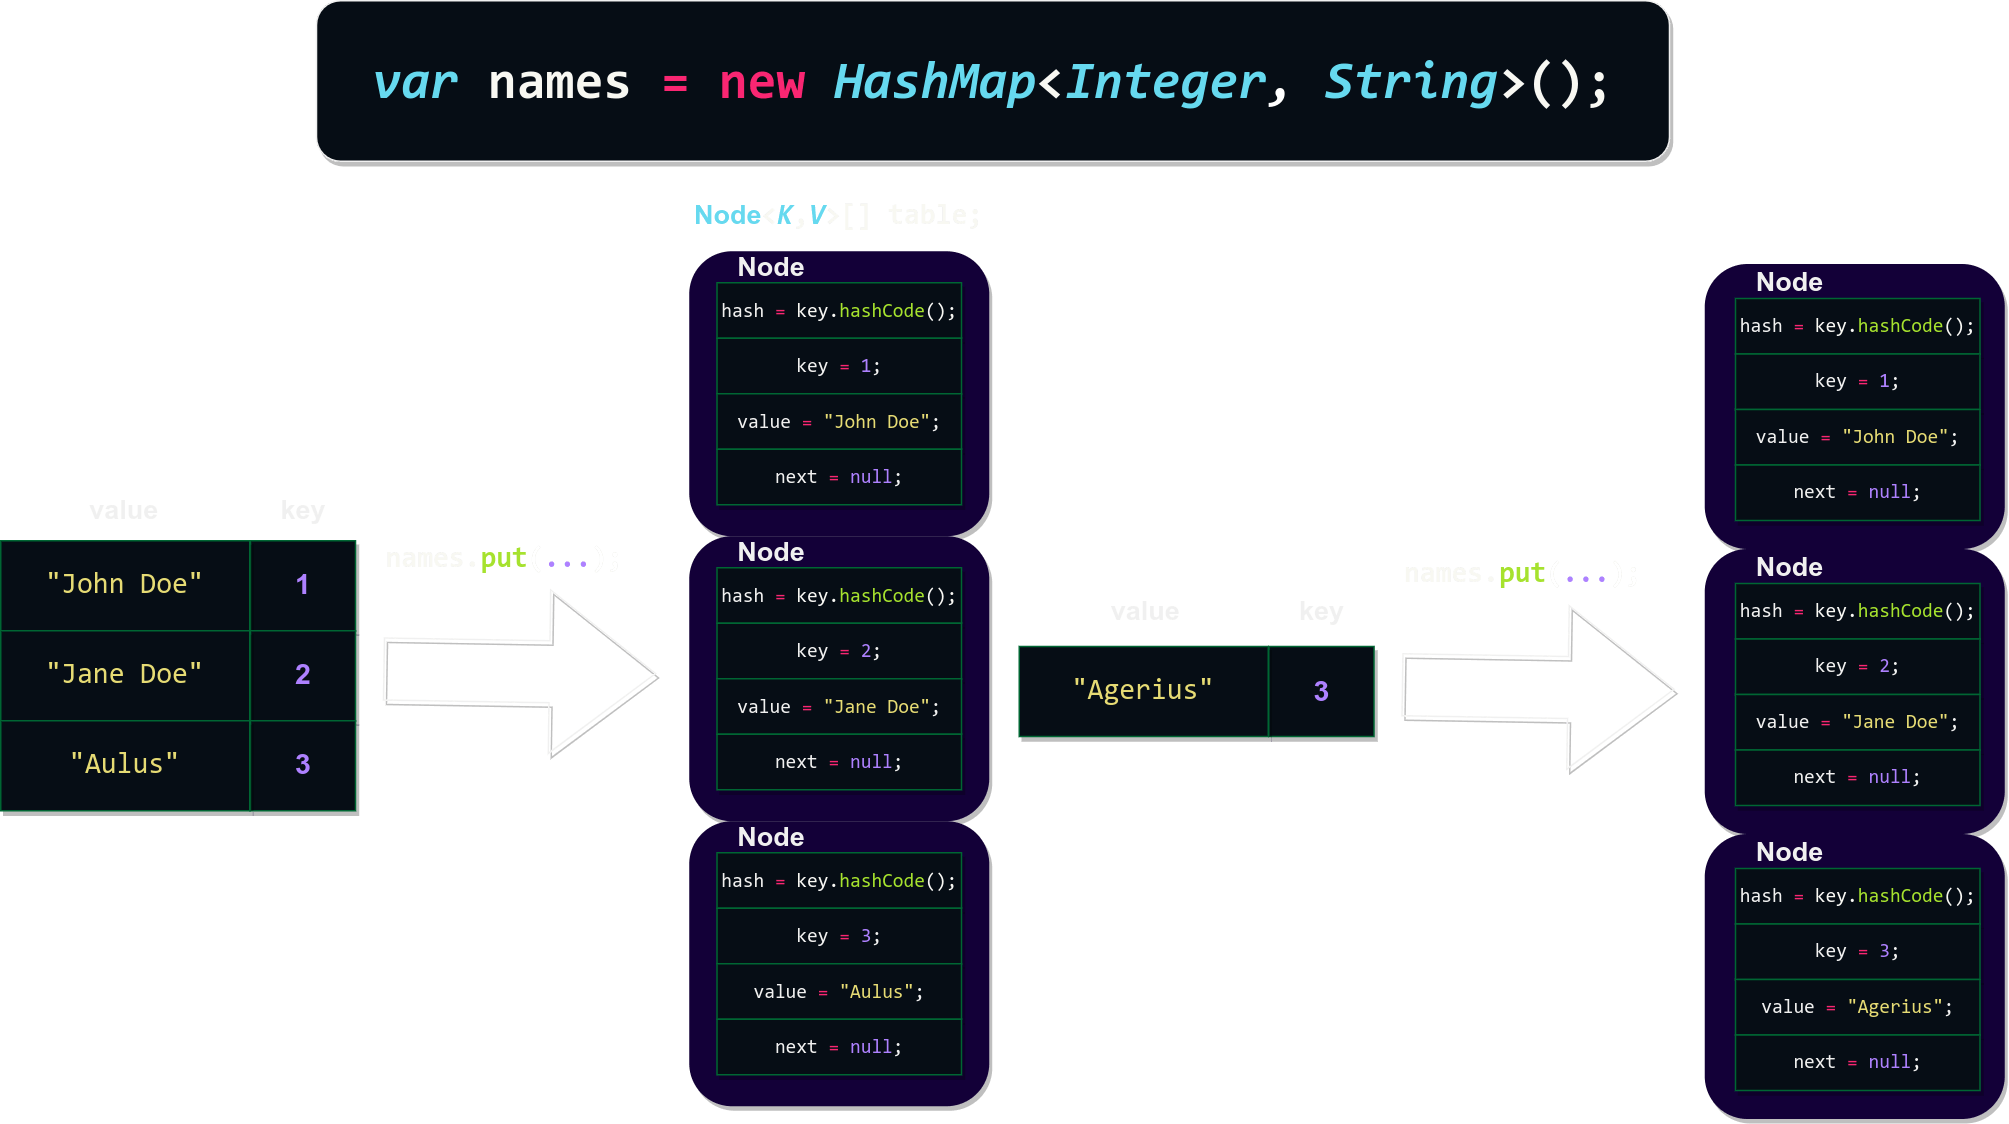 var names = new HashMap<Integer, String>();
value key
"John Doe" 1
"Jane Doe" 2
"Aulus" 3
names.put(...);
Node<K,V>[] table;
Node
hash = key.hashCode();
key = 1;
value = "John Doe";
next = null;
Node
hash = key.hashCode();
key = 2;
value = "Jane Doe";
next = null;
Node
hash = key.hashCode();
key = 3;
value = "Aulus";
next = null;
value key
"Agerius" 3
names.put(...);
Node
hash = key.hashCode();
key = 1;
value = "John Doe";
next = null;
Node
hash = key.hashCode();
key = 2;
value = "Jane Doe";
next = null;
Node
hash = key.hashCode();
key = 3;
value = "Agerius";
next = null;